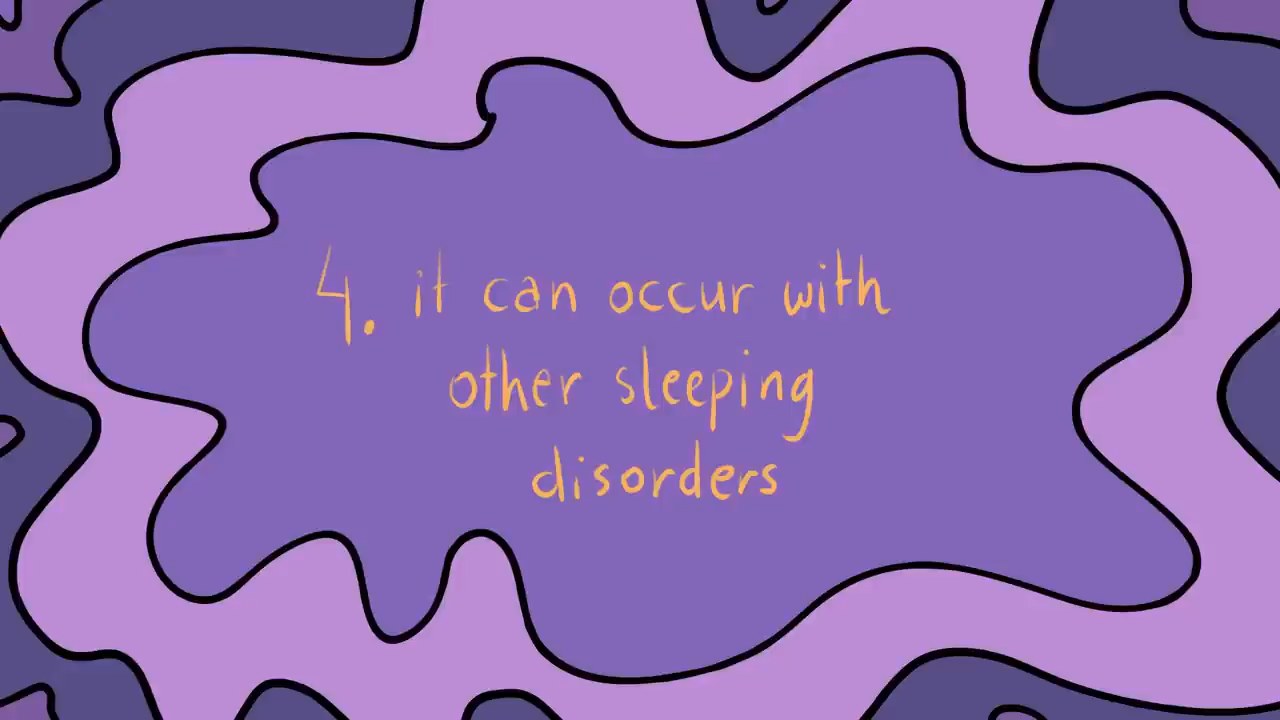 4. it can occur with
other sleeping
disorders